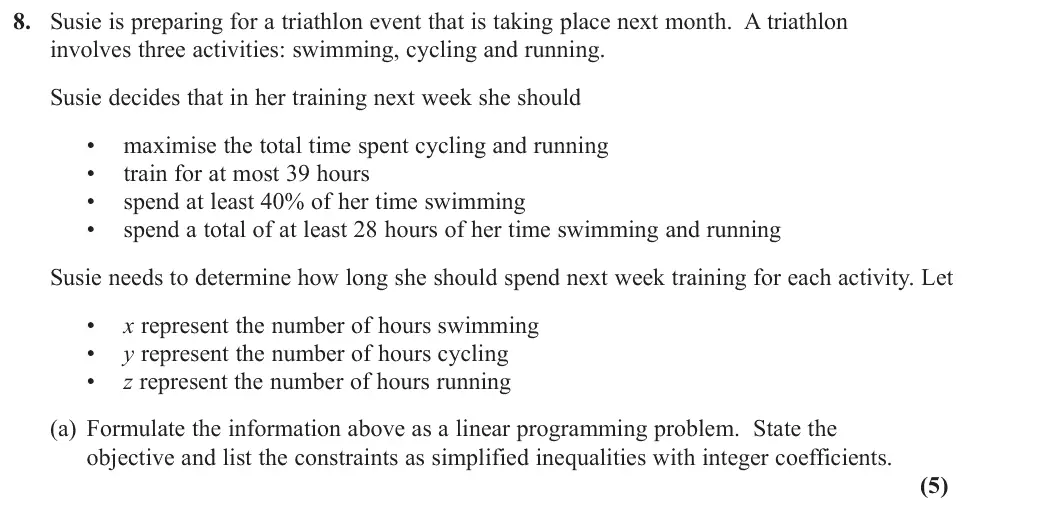 8. Susie is preparing for a triathlon event that is taking place next month. A triathlon
involves three activities: swimming, cycling and running.
Susie decides that in her training next week she should
• maximise the total time spent cycling and running
• train for at most 39 hours
• spend at least 40% of her time swimming
• spend a total of at least 28 hours of her time swimming and running
Susie needs to determine how long she should spend next week training for each activity. Let
• x represent the number of hours swimming
• y represent the number of hours cycling
• z represent the number of hours running
(a) Formulate the information above as a linear programming problem. State the
objective and list the constraints as simplified inequalities with integer coefficients.
(5)